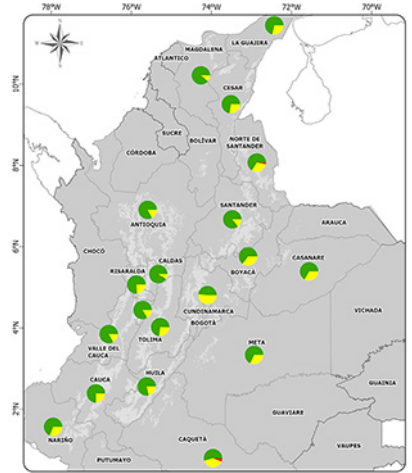 78°W 76°W 74°W 72°W 70°W
LA GUAJIRA
MAGDALENA
ATLANTICO
10°N
CESAR
SUCRE
BOLÍVAR
NORTE DE
SANTANDER
CÓRDOBA
8°N
SANTANDER
ANTIOQUIA
ARAUCA
6°N
CHOCÓ
CALDAS
RISARALDA
BOYACÁ
CASANARE
CUNDINAMARCA
BOGOTÁ
VICHADA
4°N
TOLIMA
VALLE DEL
CAUCA
META
HUILA
CAUCA
GUAINIA
GUAVIARE
2°N
NARIÑO
CAQUETÁ
VAUPES
PUTUMAYO